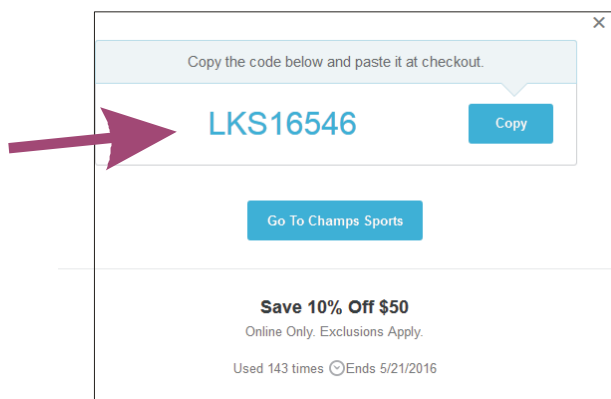 Copy the code below and paste it at checkout.
LKS16546
Copy
Go To Champs Sports
Save 10% Off $50
Online Only. Exclusions Apply.
Used 143 times Ends 5/21/2016